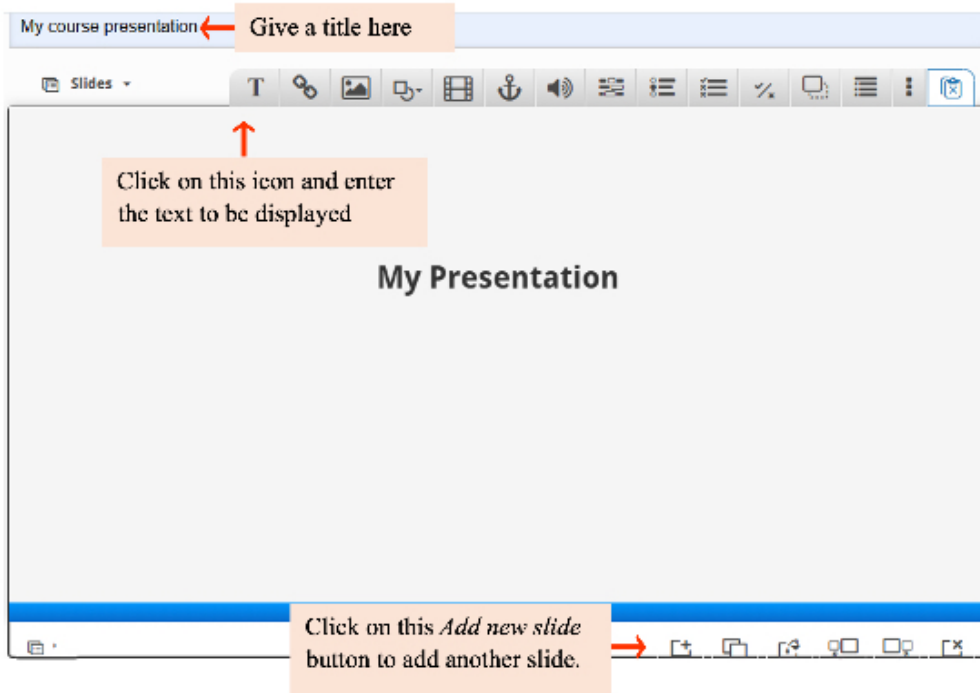 My course presentation
Give a title here
Slides
T
Click on this icon and enter
the text to be displayed
My Presentation
Click on this Add new slide
button to add another slide.